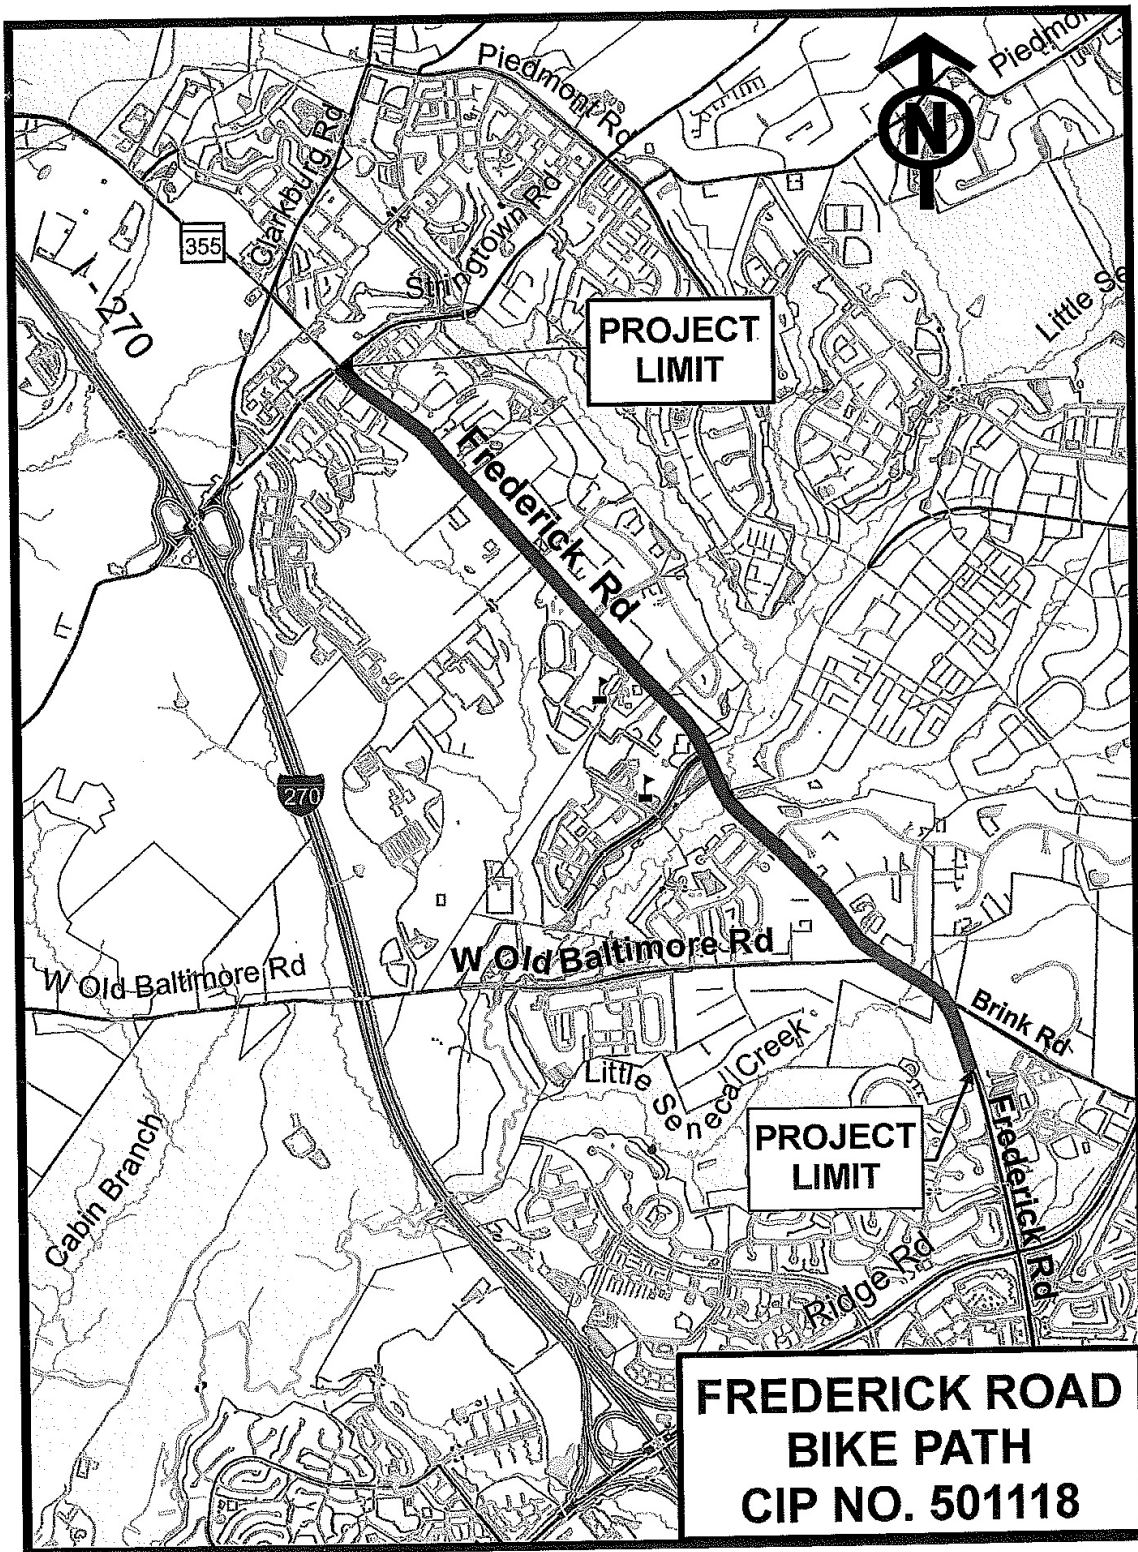 Piedmont Rd
Piedmo
N
Clarksburg Rd
355
Stringtown Rd
I-270
Little Se
PROJECT
LIMIT
Frederick Rd
270
W Old Baltimore Rd
W Old Baltimore Rd
Brink Rd
Little
Seneca Creek
PROJECT
LIMIT
Frederick Rd
Cabin Branch
Ridge Rd
FREDERICK ROAD
BIKE PATH
CIP NO. 501118